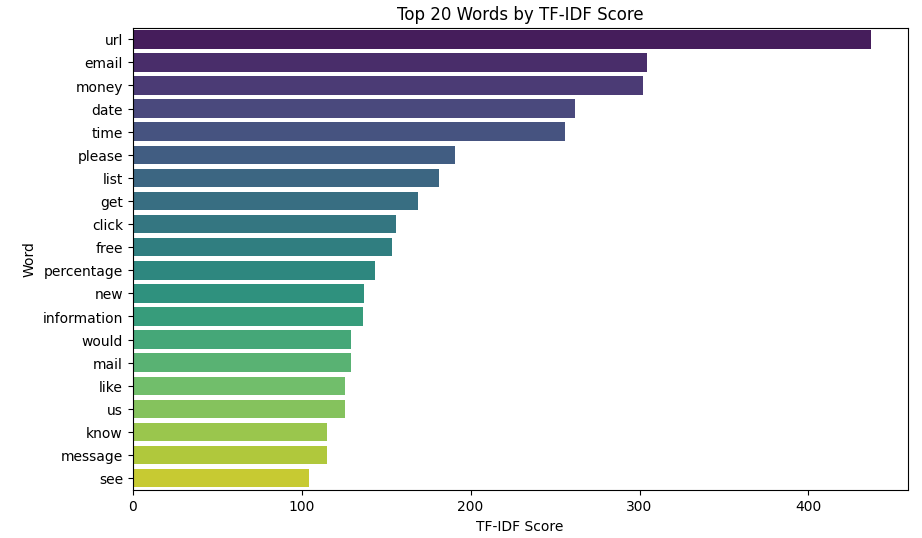 Top 20 Words by TF-IDF Score
url
email
money
date
time
please
list
get
click
free
percentage
new
information
would
mail
like
us
know
message
see
Word
0 100 200 300 400
TF-IDF Score